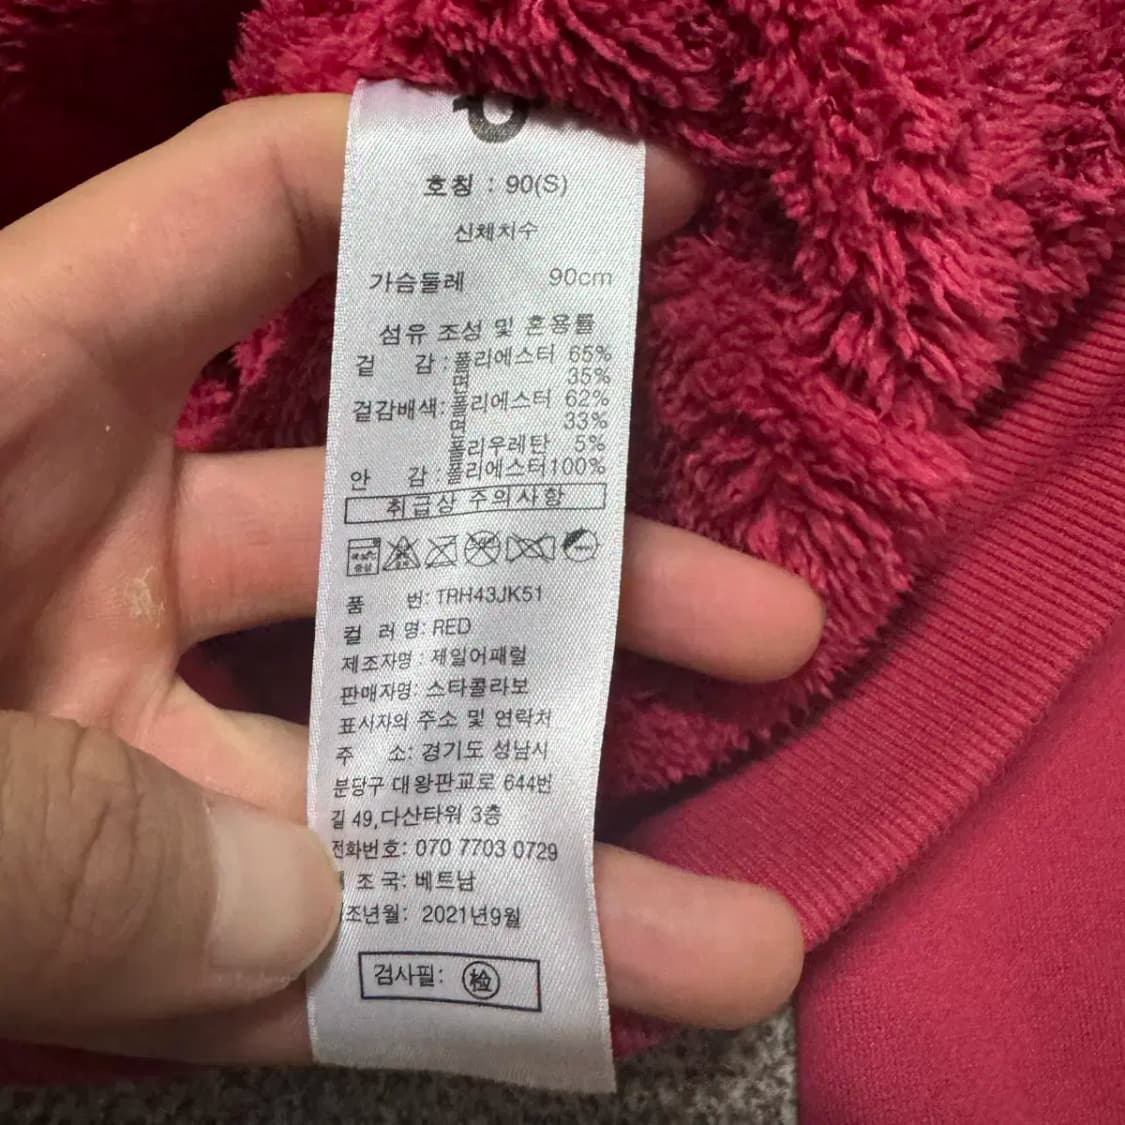 호칭 : 90(S)
신체치수
가슴둘레 90cm
섬유 조성 및 혼용률
겉 감 : 폴리에스터 65%
면 35%
겉감배색: 폴리에스터 62%
면 33%
폴리우레탄 5%
안 감 : 폴리에스터100%
취급상 주의사항
품 번: TRH43JK51
컬 러 명: RED
제조자명 : 제일어패럴
판매자명 : 스타콜라보
표시자의 주소 및 연락처
주 소: 경기도 성남시
분당구 대왕판교로 644번
길 49,다산타워 3층
전화번호: 070 7703 0729
조 국: 베트남
조년월: 2021년9월
검사필: 检